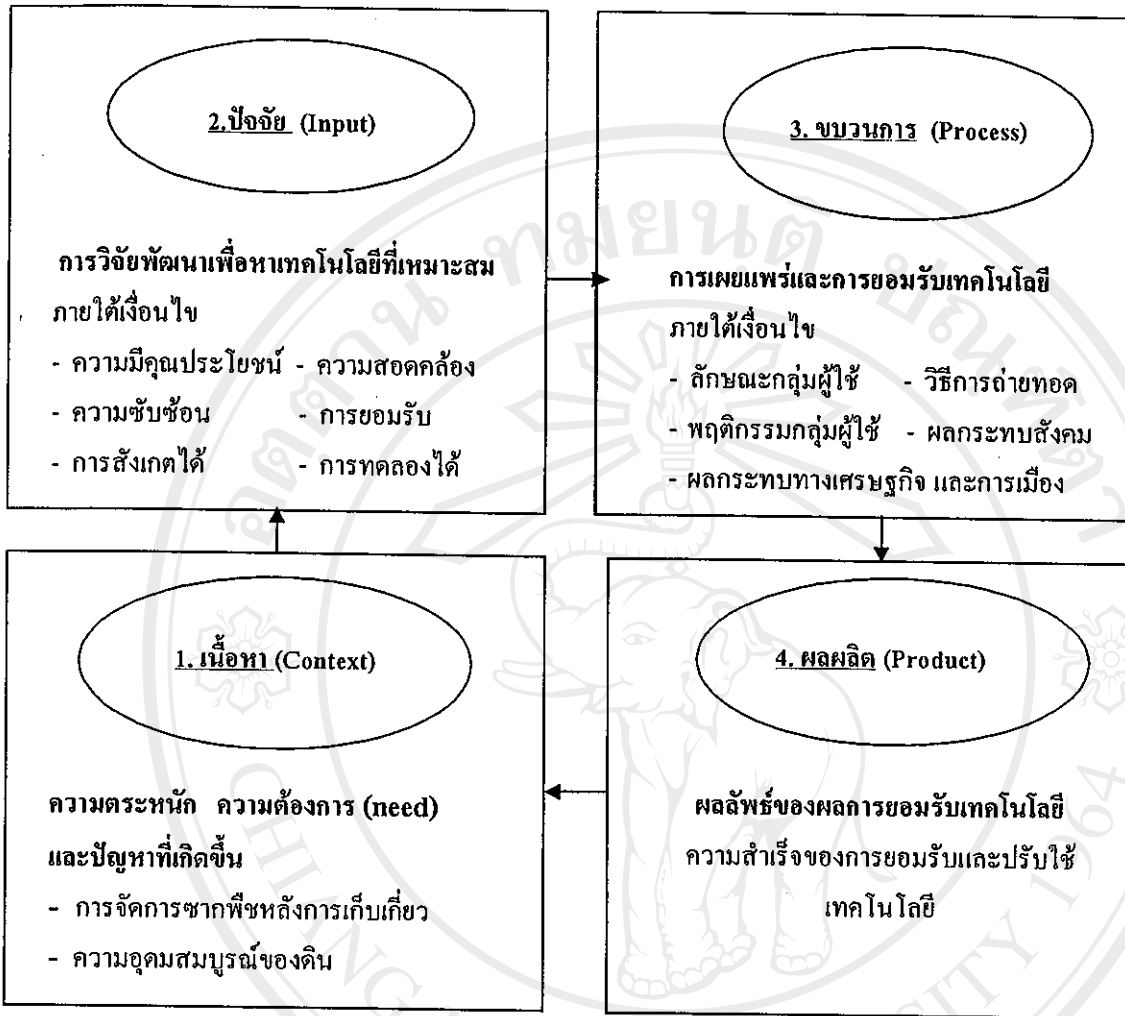 2.ปัจจัย (Input)
การวิจัยพัฒนาเพื่อหาเทคโนโลยีที่เหมาะสม
ภายใต้เงื่อนไข
- ความมีคุณประโยชน์ - ความสอดคล้อง
- ความซับซ้อน - การยอมรับ
- การสังเกตได้ - การทดลองได้
3. ขบวนการ (Process)
การเผยแพร่และการยอมรับเทคโนโลยี
ภายใต้เงื่อนไข
- ลักษณะกลุ่มผู้ใช้ - วิธีการถ่ายทอด
- พฤติกรรมกลุ่มผู้ใช้ - ผลกระทบสังคม
- ผลกระทบทางเศรษฐกิจ และการเมือง
1. เนื้อหา (Context)
ความตระหนัก ความต้องการ (need)
และปัญหาที่เกิดขึ้น
- การจัดการซากพืชหลังการเก็บเกี่ยว
- ความอุดมสมบูรณ์ของดิน
4. ผลผลิต (Product)
ผลลัพธ์ของผลการยอมรับเทคโนโลยี
ความสำเร็จของการยอมรับและปรับใช้
เทคโนโลยี
อตฺตานํ ทมยนฺติ ปณฺฑิตา
CHIANG
SITY 1964